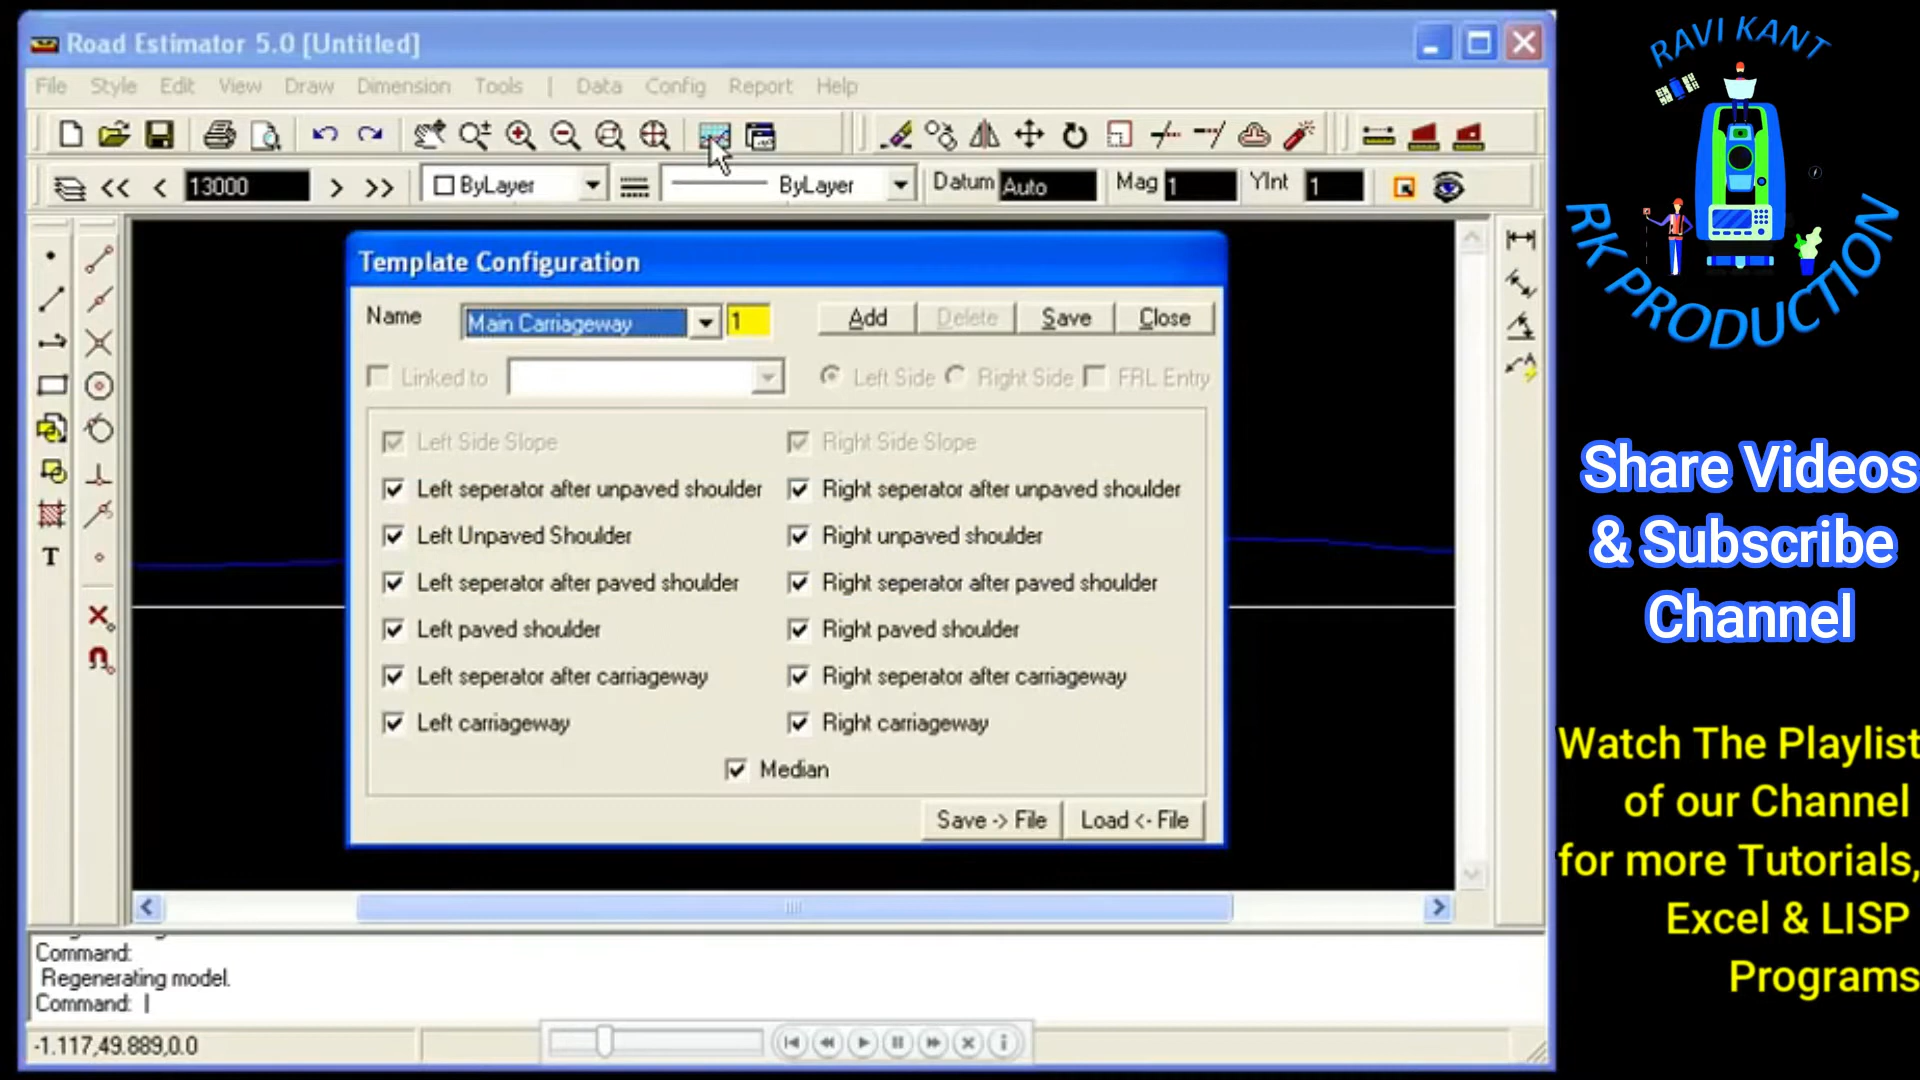 Road Estimator 5.0 [Untitled]
File Style Edit View Draw Dimension Tools | Data Config Report Help
<< < 13000 > >> ByLayer ByLayer Datum Auto Mag 1 YInt 1
Template Configuration
Name Main Carriageway 1 Add Delete Save Close
Linked to Left Side Right Side FRL Entry
Left Side Slope Right Side Slope
Left seperator after unpaved shoulder Right seperator after unpaved shoulder
Left Unpaved Shoulder Right unpaved shoulder
Left seperator after paved shoulder Right seperator after paved shoulder
Left paved shoulder Right paved shoulder
Left seperator after carriageway Right seperator after carriageway
Left carriageway Right carriageway
Median
Save -> File Load <- File
T
Command:
Regenerating model.
Command:
-1.117,49.889,0.0
RAVI KANT
RK PRODUCTION
Share Videos
& Subscribe
Channel
Watch The Playlist
of our Channel
for more Tutorials,
Excel & LISP
Programs